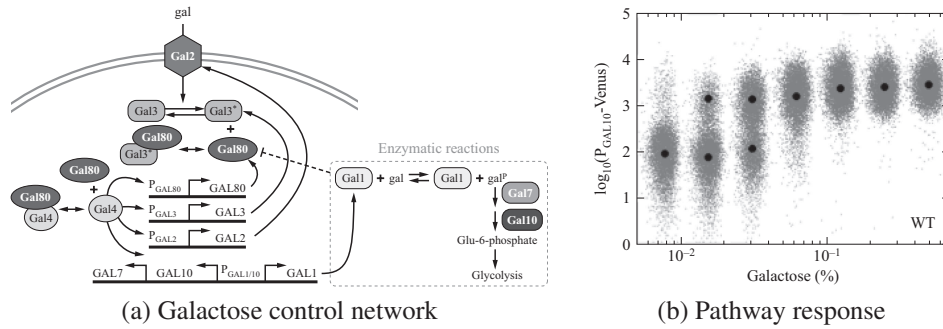 gal
Gal2
Gal3
Gal3*
+
Gal80
Gal3*
Gal80
Gal80
+
Gal80
Gal4
Gal4
P_GAL80
GAL80
P_GAL3
GAL3
P_GAL2
GAL2
GAL7
GAL10
P_GAL1/10
GAL1
Enzymatic reactions
Gal1 + gal
Gal1 + gal^p
Gal7
Gal10
Glu-6-phosphate
Glycolysis
(a) Galactose control network
log10(P_GAL10-Venus)
5
4
3
2
1
0
WT
10^−2
10^−1
Galactose (%)
(b) Pathway response